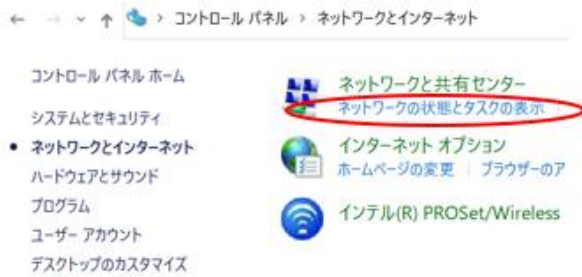 コントロール パネル > ネットワークとインターネット
コントロール パネル ホーム
システムとセキュリティ
ネットワークとインターネット
ハードウェアとサウンド
プログラム
ユーザー アカウント
デスクトップのカスタマイズ
ネットワークと共有センター
ネットワークの状態とタスクの表示
インターネット オプション
ホームページの変更 | ブラウザーのア
インテル(R) PROSet/Wireless